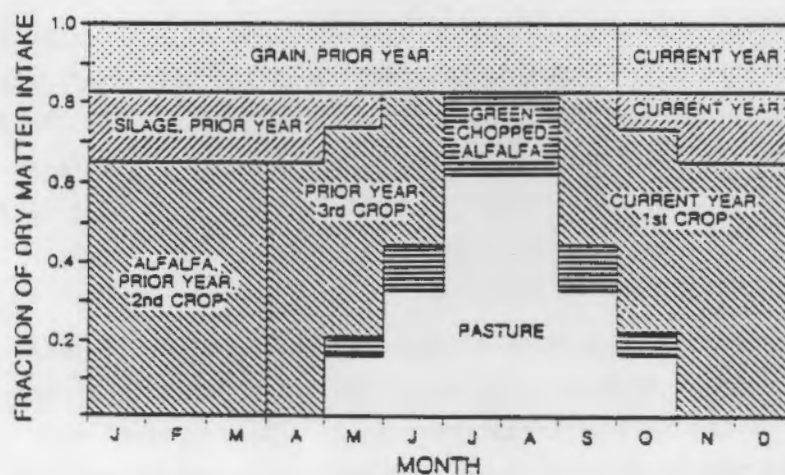 FRACTION OF DRY MATTER INTAKE
1.0
0.8
0.6
0.4
0.2
GRAIN, PRIOR YEAR
CURRENT YEAR
SILAGE, PRIOR YEAR
GREEN
CHOPPED
ALFALFA
CURRENT YEAR
PRIOR YEAR
3rd CROP
CURRENT YEAR
1st CROP
ALFALFA,
PRIOR YEAR,
2nd CROP
PASTURE
J F M A M J J A S O N D
MONTH